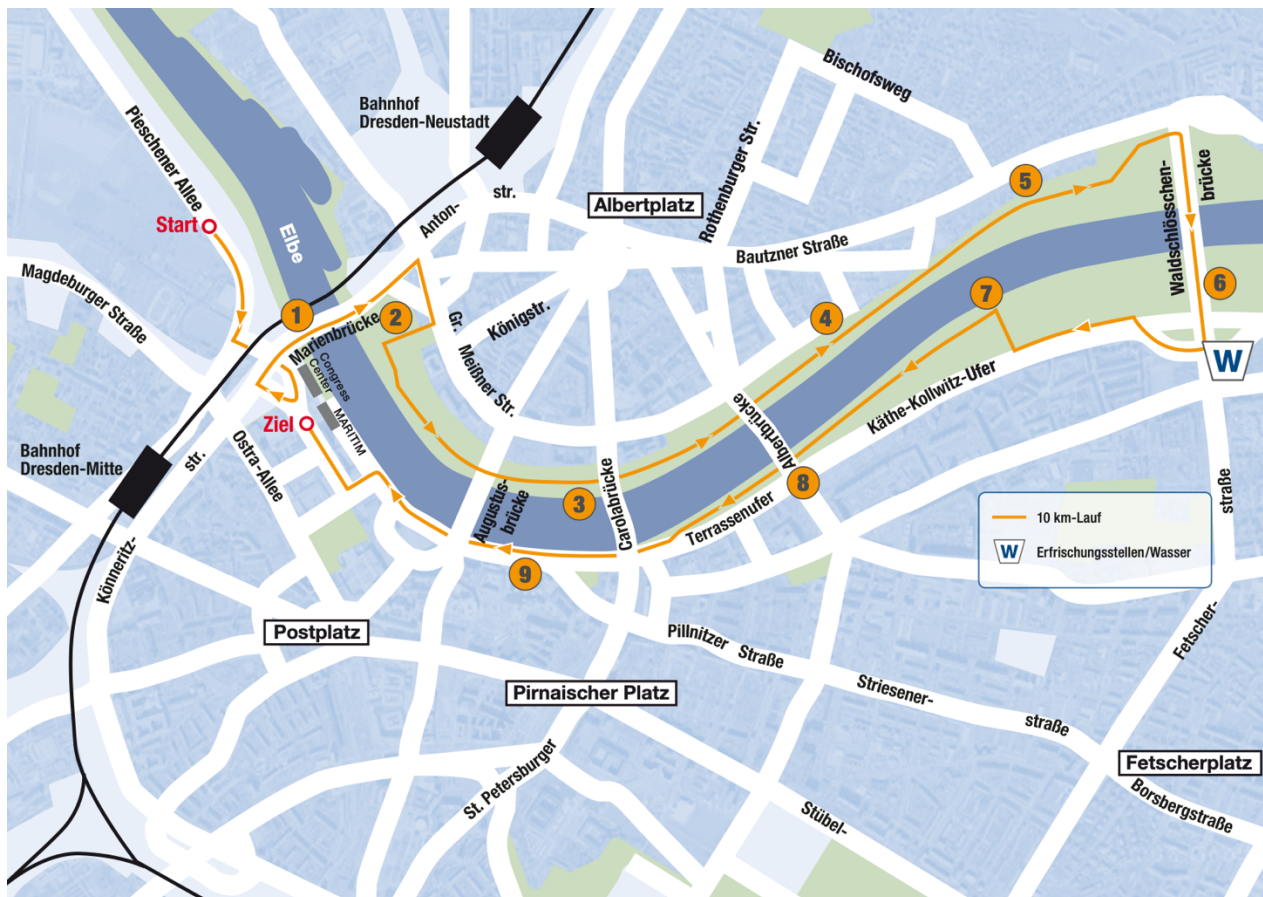 Bahnhof
Dresden-Neustadt
Bischofsweg
Pieschener Allee
Rothenburger Str.
Start
Elbe
Anton-
str.
Albertplatz
5
Waldschlösschen-
brücke
Bautzner Straße
Magdeburger Straße
1
2
Marienbrücke
Gr.
Meißner Str.
Königstr.
4
7
6
Congress
Center
MARITIM
W
Ziel
Käthe-Kollwitz-Ufer
Albertbrücke
Bahnhof
Dresden-Mitte
str.
Ostra-Allee
Augustus-
brücke
3
Carolabrücke
8
Terrassenufer
straße
10 km-Lauf
W
Erfrischungsstellen/Wasser
Könneritz-
9
Postplatz
Pillnitzer
Straße
Fetscher-
Pirnaischer Platz
Striesener-
straße
Fetscherplatz
St. Petersburger
Stübel-
Borsbergstraße